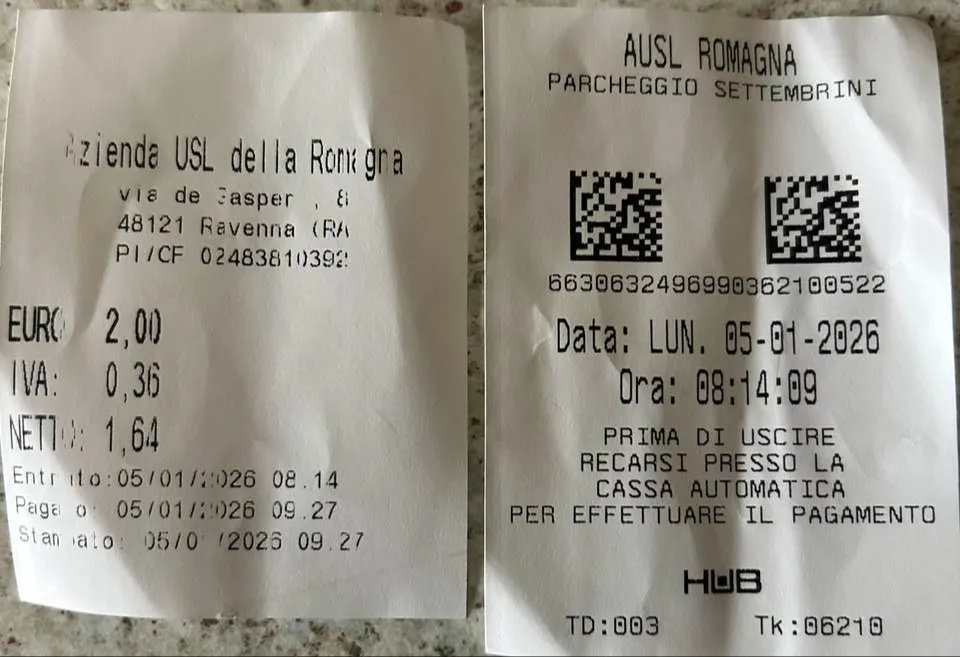 Azienda USL della Romagna
via de Gasper , 8
48121 Ravenna (RA
PI/CF 02483810392
EURO 2,00
IVA: 0,36
NETTO: 1,64
Entrato:05/01/2026 08.14
Pagato: 05/01/2026 09.27
Stampato: 05/01/2026 09.27
AUSL ROMAGNA
PARCHEGGIO SETTEMBRINI
6630632496990362100522
Data: LUN. 05-01-2026
Ora: 08:14:09
PRIMA DI USCIRE
RECARSI PRESSO LA
CASSA AUTOMATICA
PER EFFETTUARE IL PAGAMENTO
HUB
TD:003 Tk:06210